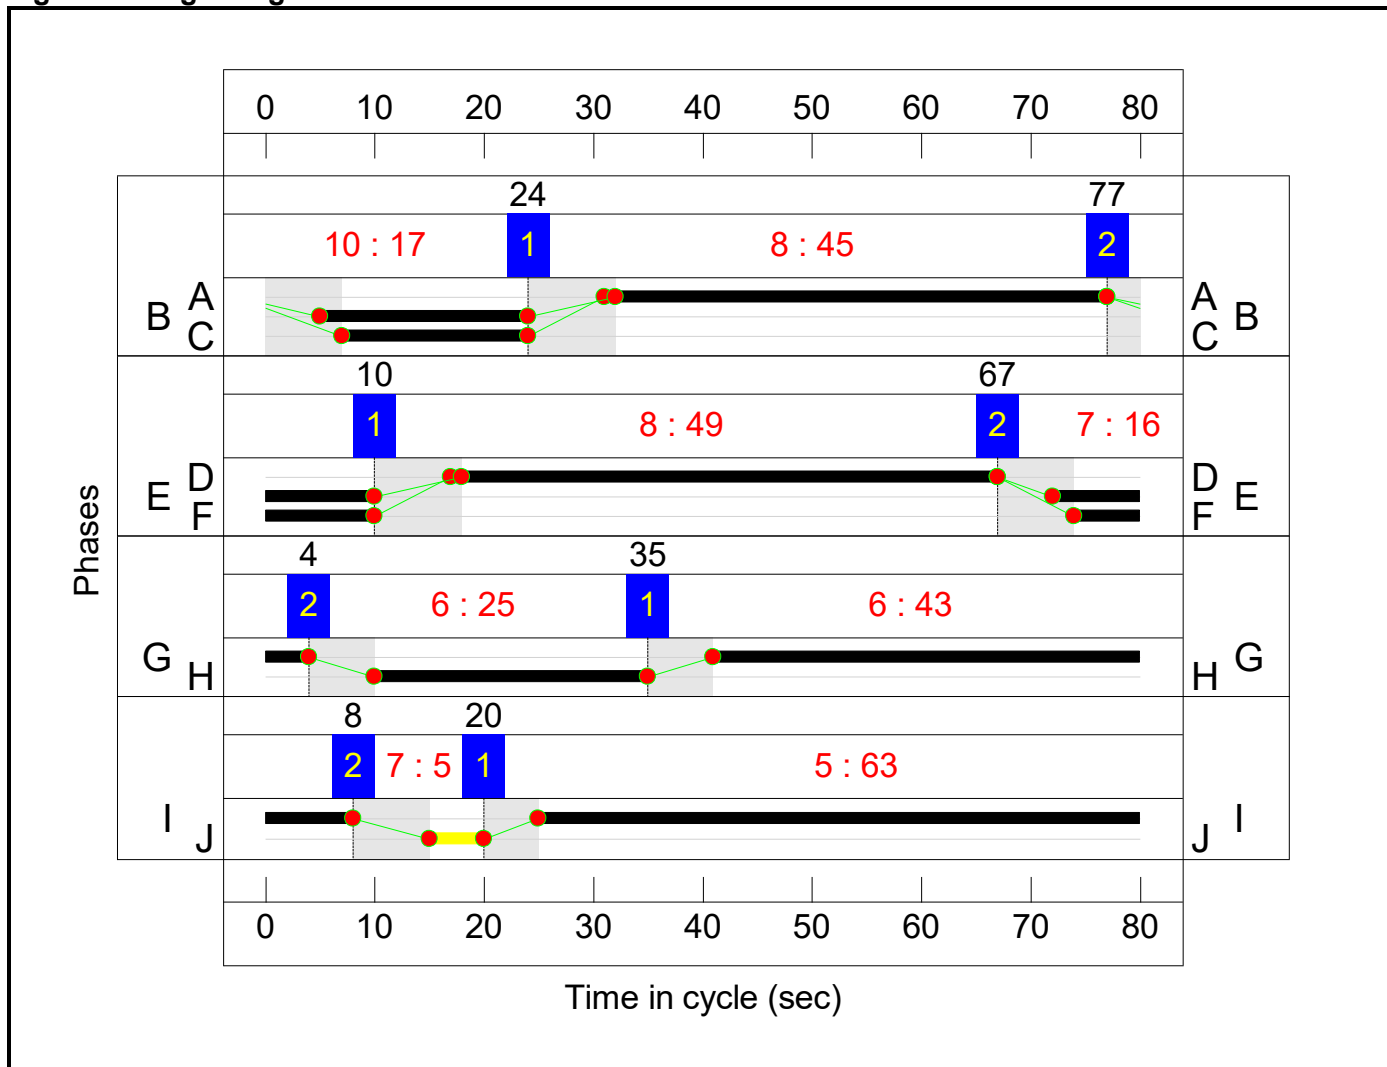 0 10 20 30 40 50 60 70 80
24 77
10 : 17 1 8 : 45 2
A A
B B
C C
10 67
1 8 : 49 2 7 : 16
D D
E E
F F
Phases
4 35
2 6 : 25 1 6 : 43
G G
H H
8 20
2 7 : 5 1 5 : 63
I I
J J
0 10 20 30 40 50 60 70 80
Time in cycle (sec)